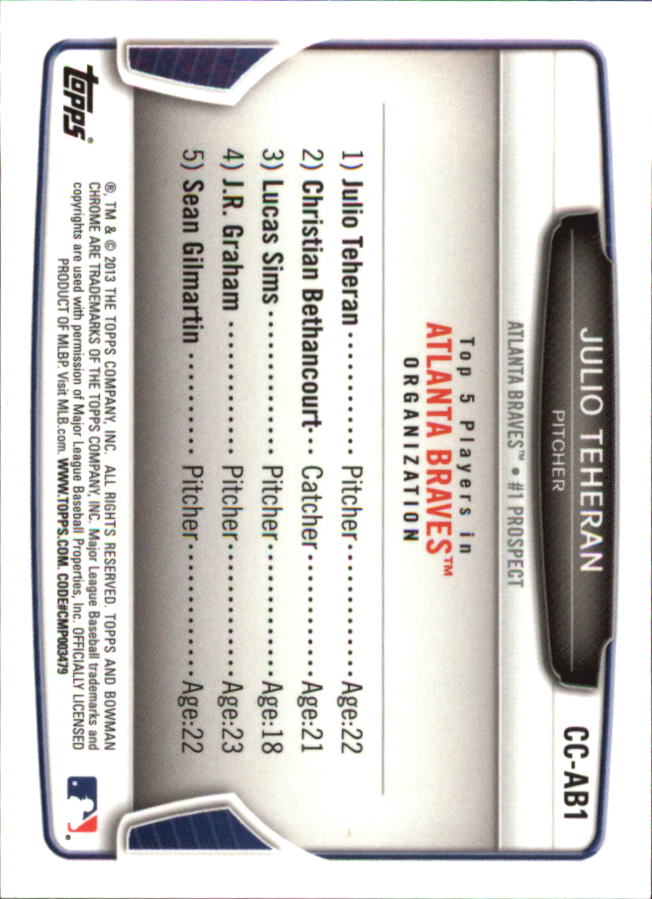 CC-AB1
JULIO TEHERAN
PITCHER
ATLANTA BRAVES™ • #1 PROSPECT
Top 5 Players in
ATLANTA BRAVES™
ORGANIZATION
1) Julio Teheran ............ Pitcher ............. Age:22
2) Christian Bethancourt .. Catcher ............ Age:21
3) Lucas Sims ............... Pitcher ............. Age:18
4) J.R. Graham ............. Pitcher ............. Age:23
5) Sean Gilmartin .......... Pitcher ............. Age:22
topps®
®, TM & © 2013 THE TOPPS COMPANY, INC. ALL RIGHTS RESERVED. TOPPS AND BOWMAN
CHROME ARE TRADEMARKS OF THE TOPPS COMPANY, INC. Major League Baseball trademarks and
copyrights are used with permission of Major League Baseball Properties, Inc. OFFICIALLY LICENSED
PRODUCT OF MLBP. Visit MLB.com. WWW.TOPPS.COM. CODE#CMP003479
®